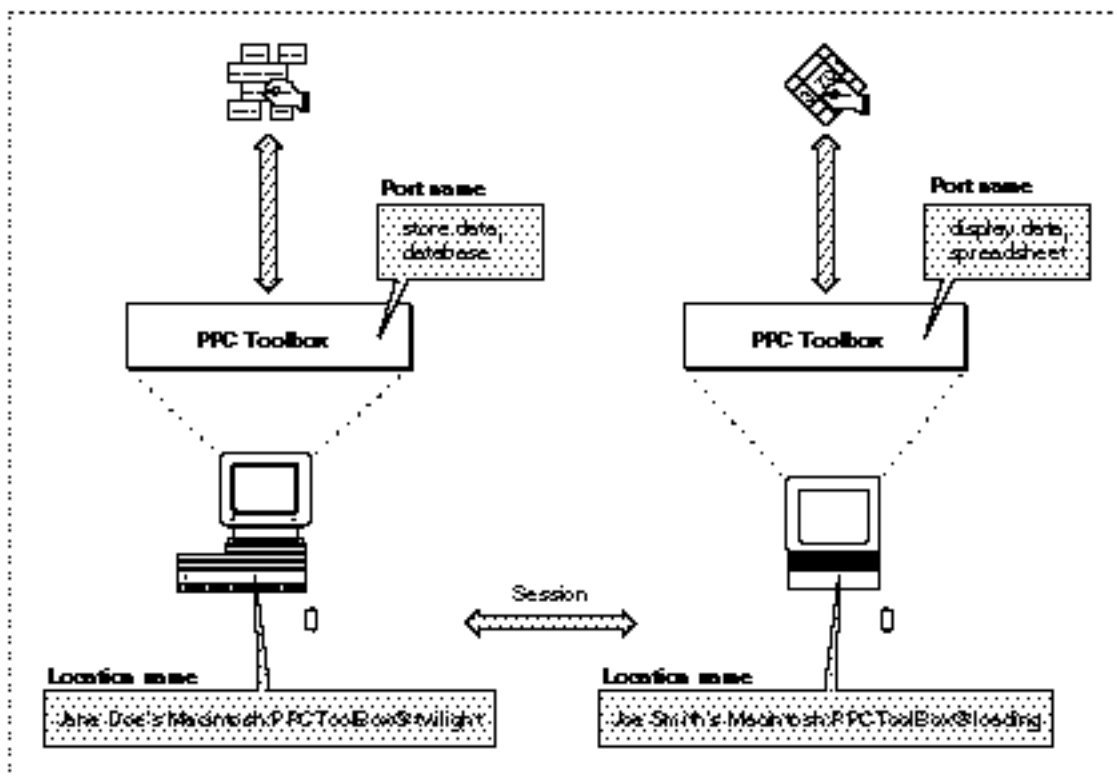 Port name
store data,
database
Port name
display data,
spreadsheet
PPC Toolbox
PPC Toolbox
Session
Location name
Jane Doe's Macintosh:PPCToolBox@twilight
Location name
Joe Smith's Macintosh:PPCToolBox@loading